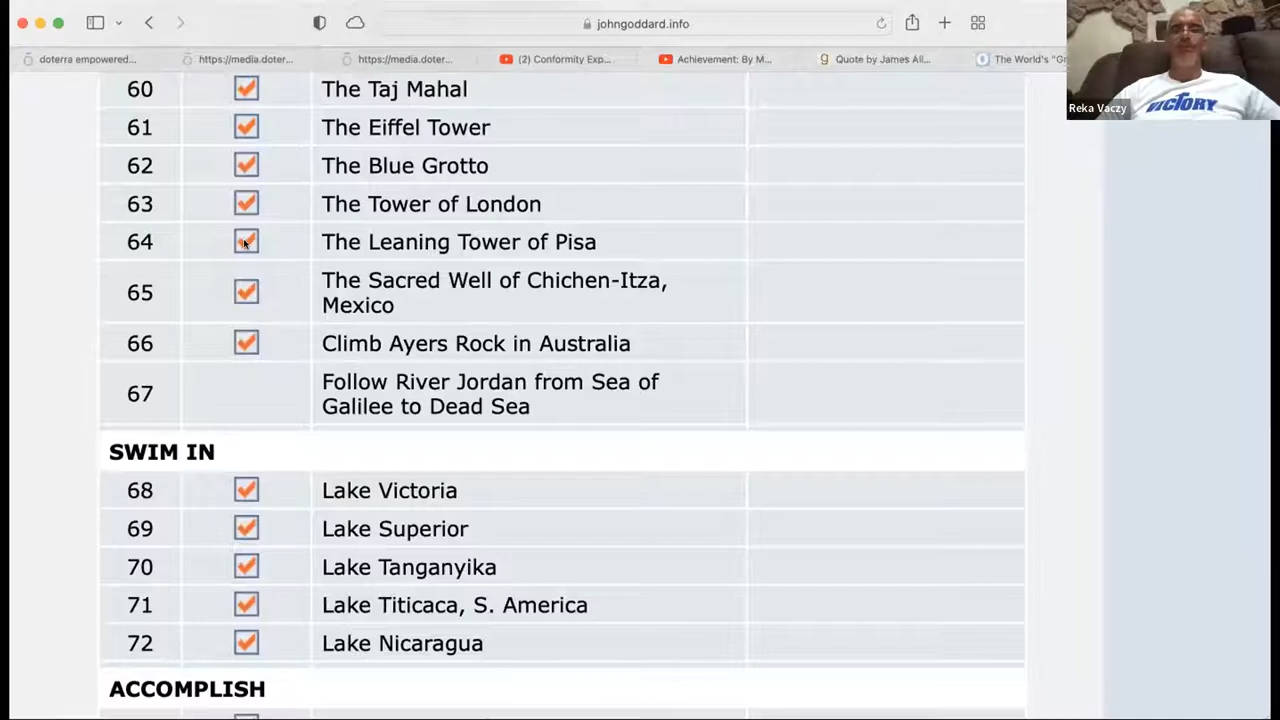 johngoddard.info
doterra empowered...
https://media.doter...
https://media.doter...
(2) Conformity Exp...
Achievement: By M...
Quote by James All...
The World's "Gr
VICTORY
Reka Vaczy
60 The Taj Mahal
61 The Eiffel Tower
62 The Blue Grotto
63 The Tower of London
64 The Leaning Tower of Pisa
65 The Sacred Well of Chichen-Itza,
Mexico
66 Climb Ayers Rock in Australia
67 Follow River Jordan from Sea of
Galilee to Dead Sea
SWIM IN
68 Lake Victoria
69 Lake Superior
70 Lake Tanganyika
71 Lake Titicaca, S. America
72 Lake Nicaragua
ACCOMPLISH